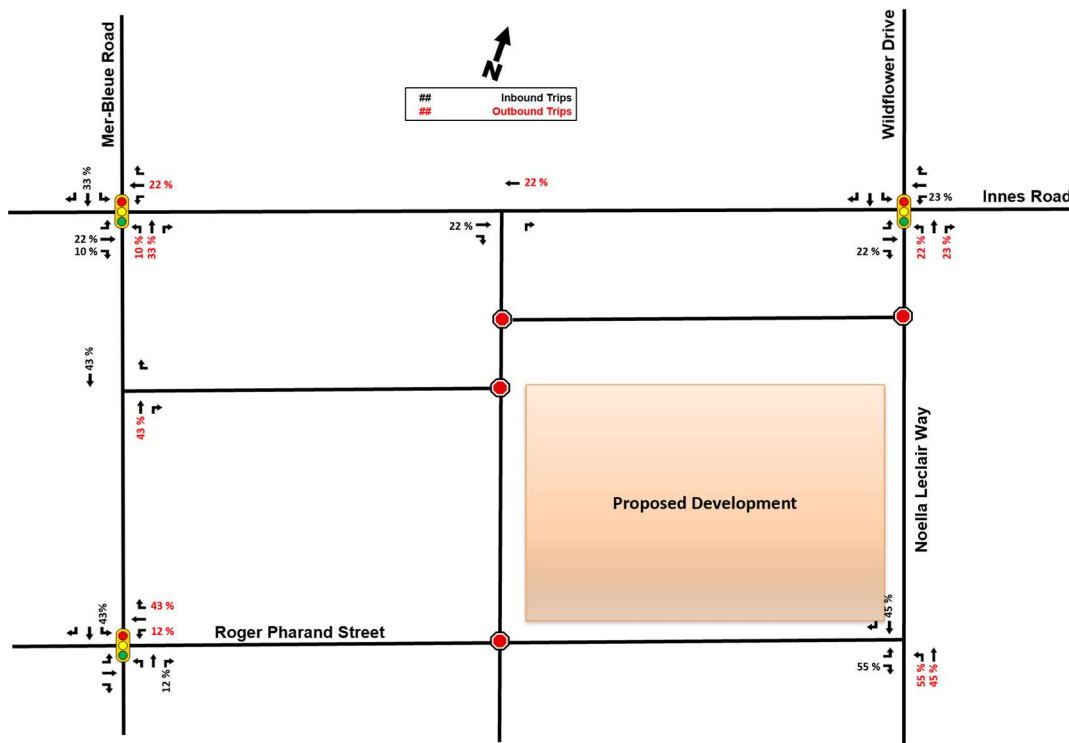 Mer-Bleue Road
Wildflower Drive
N
## Inbound Trips
## Outbound Trips
33 %
22 %
22 %
23 %
Innes Road
22 %
10 %
10 %
33 %
22 %
22 %
22 %
23 %
43 %
43 %
Proposed Development
Noella Leclair Way
43%
43 %
12 %
Roger Pharand Street
45 %
12 %
55 %
55 %
45 %